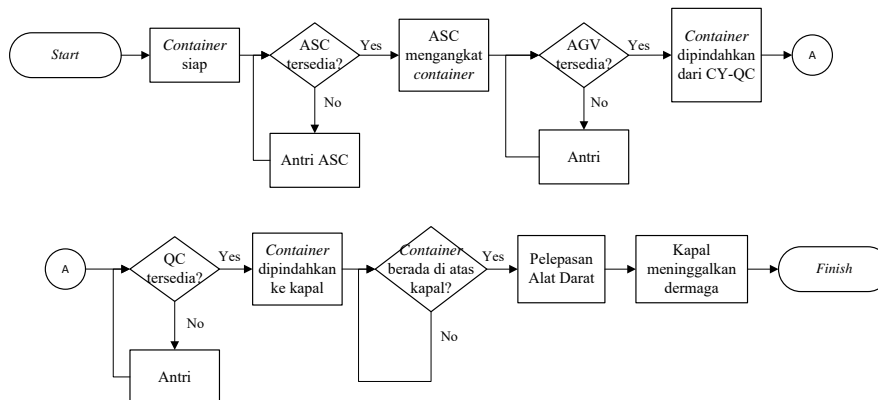 Start
Container
siap
ASC
tersedia?
Yes
No
Antri ASC
ASC
mengangkat
container
AGV
tersedia?
Yes
No
Antri
Container
dipindahkan
dari CY-QC
A
A
QC
tersedia?
Yes
No
Antri
Container
dipindahkan
ke kapal
Container
berada di atas
kapal?
Yes
No
Pelepasan
Alat Darat
Kapal
meninggalkan
dermaga
Finish